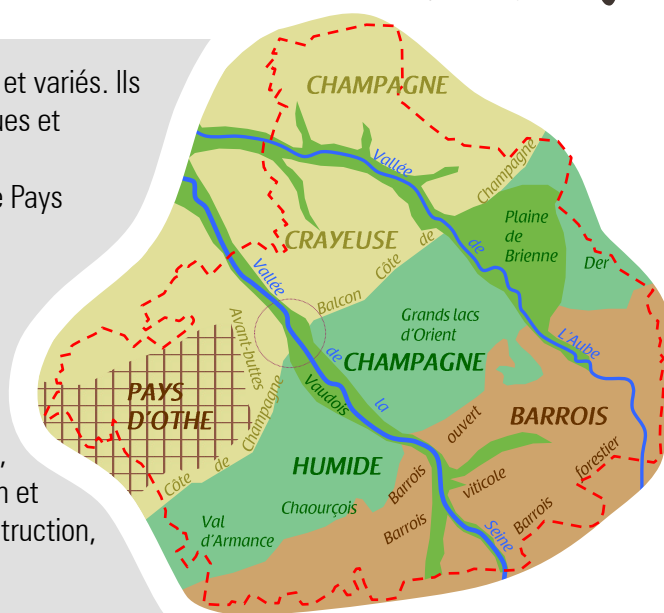 et variés. Ils
ues et
Pays
,
n et
truction,
CHAMPAGNE
Vallée
de
L'Aube
Champagne
de
Côte
Balcon
Plaine
de
Brienne
Der
CRAYEUSE
Vallée
de
la
Seine
Grands lacs
d'Orient
CHAMPAGNE
HUMIDE
Avant-buttes
PAYS
D'OTHE
Côte de Champagne
Vaudois
BARROIS
Barrois ouvert
Barrois viticole
Barrois forestier
Chaourçois
Val
d'Armance